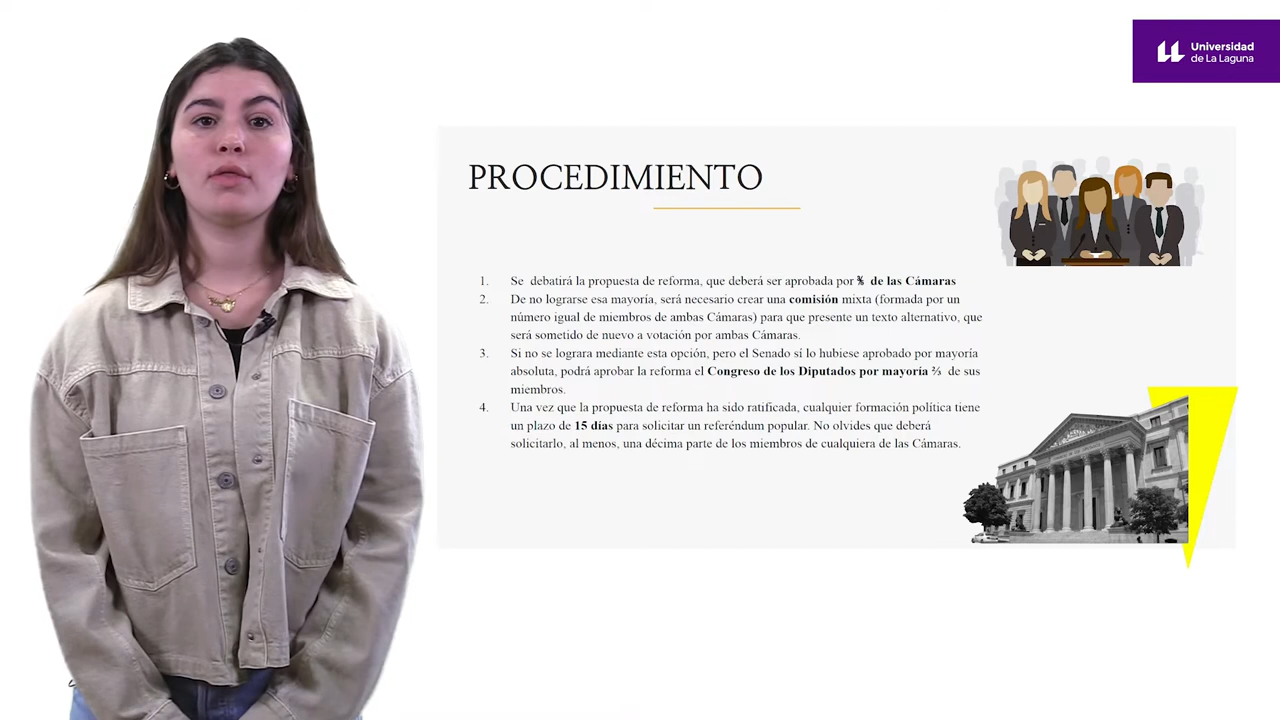 Universidad
de La Laguna
PROCEDIMIENTO
1. Se debatirá la propuesta de reforma, que deberá ser aprobada por ⅗ de las Cámaras
2. De no lograrse esa mayoría, será necesario crear una comisión mixta (formada por un
número igual de miembros de ambas Cámaras) para que presente un texto alternativo, que
será sometido de nuevo a votación por ambas Cámaras.
3. Si no se lograra mediante esta opción, pero el Senado sí lo hubiese aprobado por mayoría
absoluta, podrá aprobar la reforma el Congreso de los Diputados por mayoría ⅔ de sus
miembros.
4. Una vez que la propuesta de reforma ha sido ratificada, cualquier formación política tiene
un plazo de 15 días para solicitar un referéndum popular. No olvides que deberá
solicitarlo, al menos, una décima parte de los miembros de cualquiera de las Cámaras.